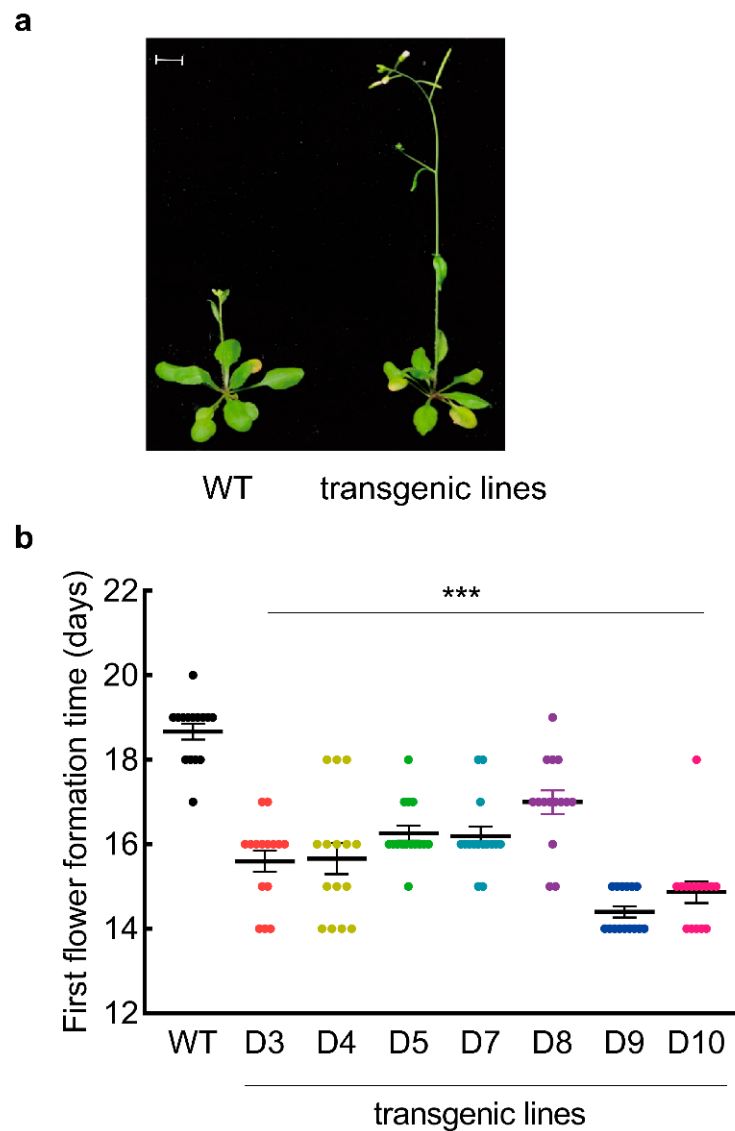 a
WT transgenic lines
b
First flower formation time (days)
22
20
18
16
14
12
***
WT D3 D4 D5 D7 D8 D9 D10
transgenic lines